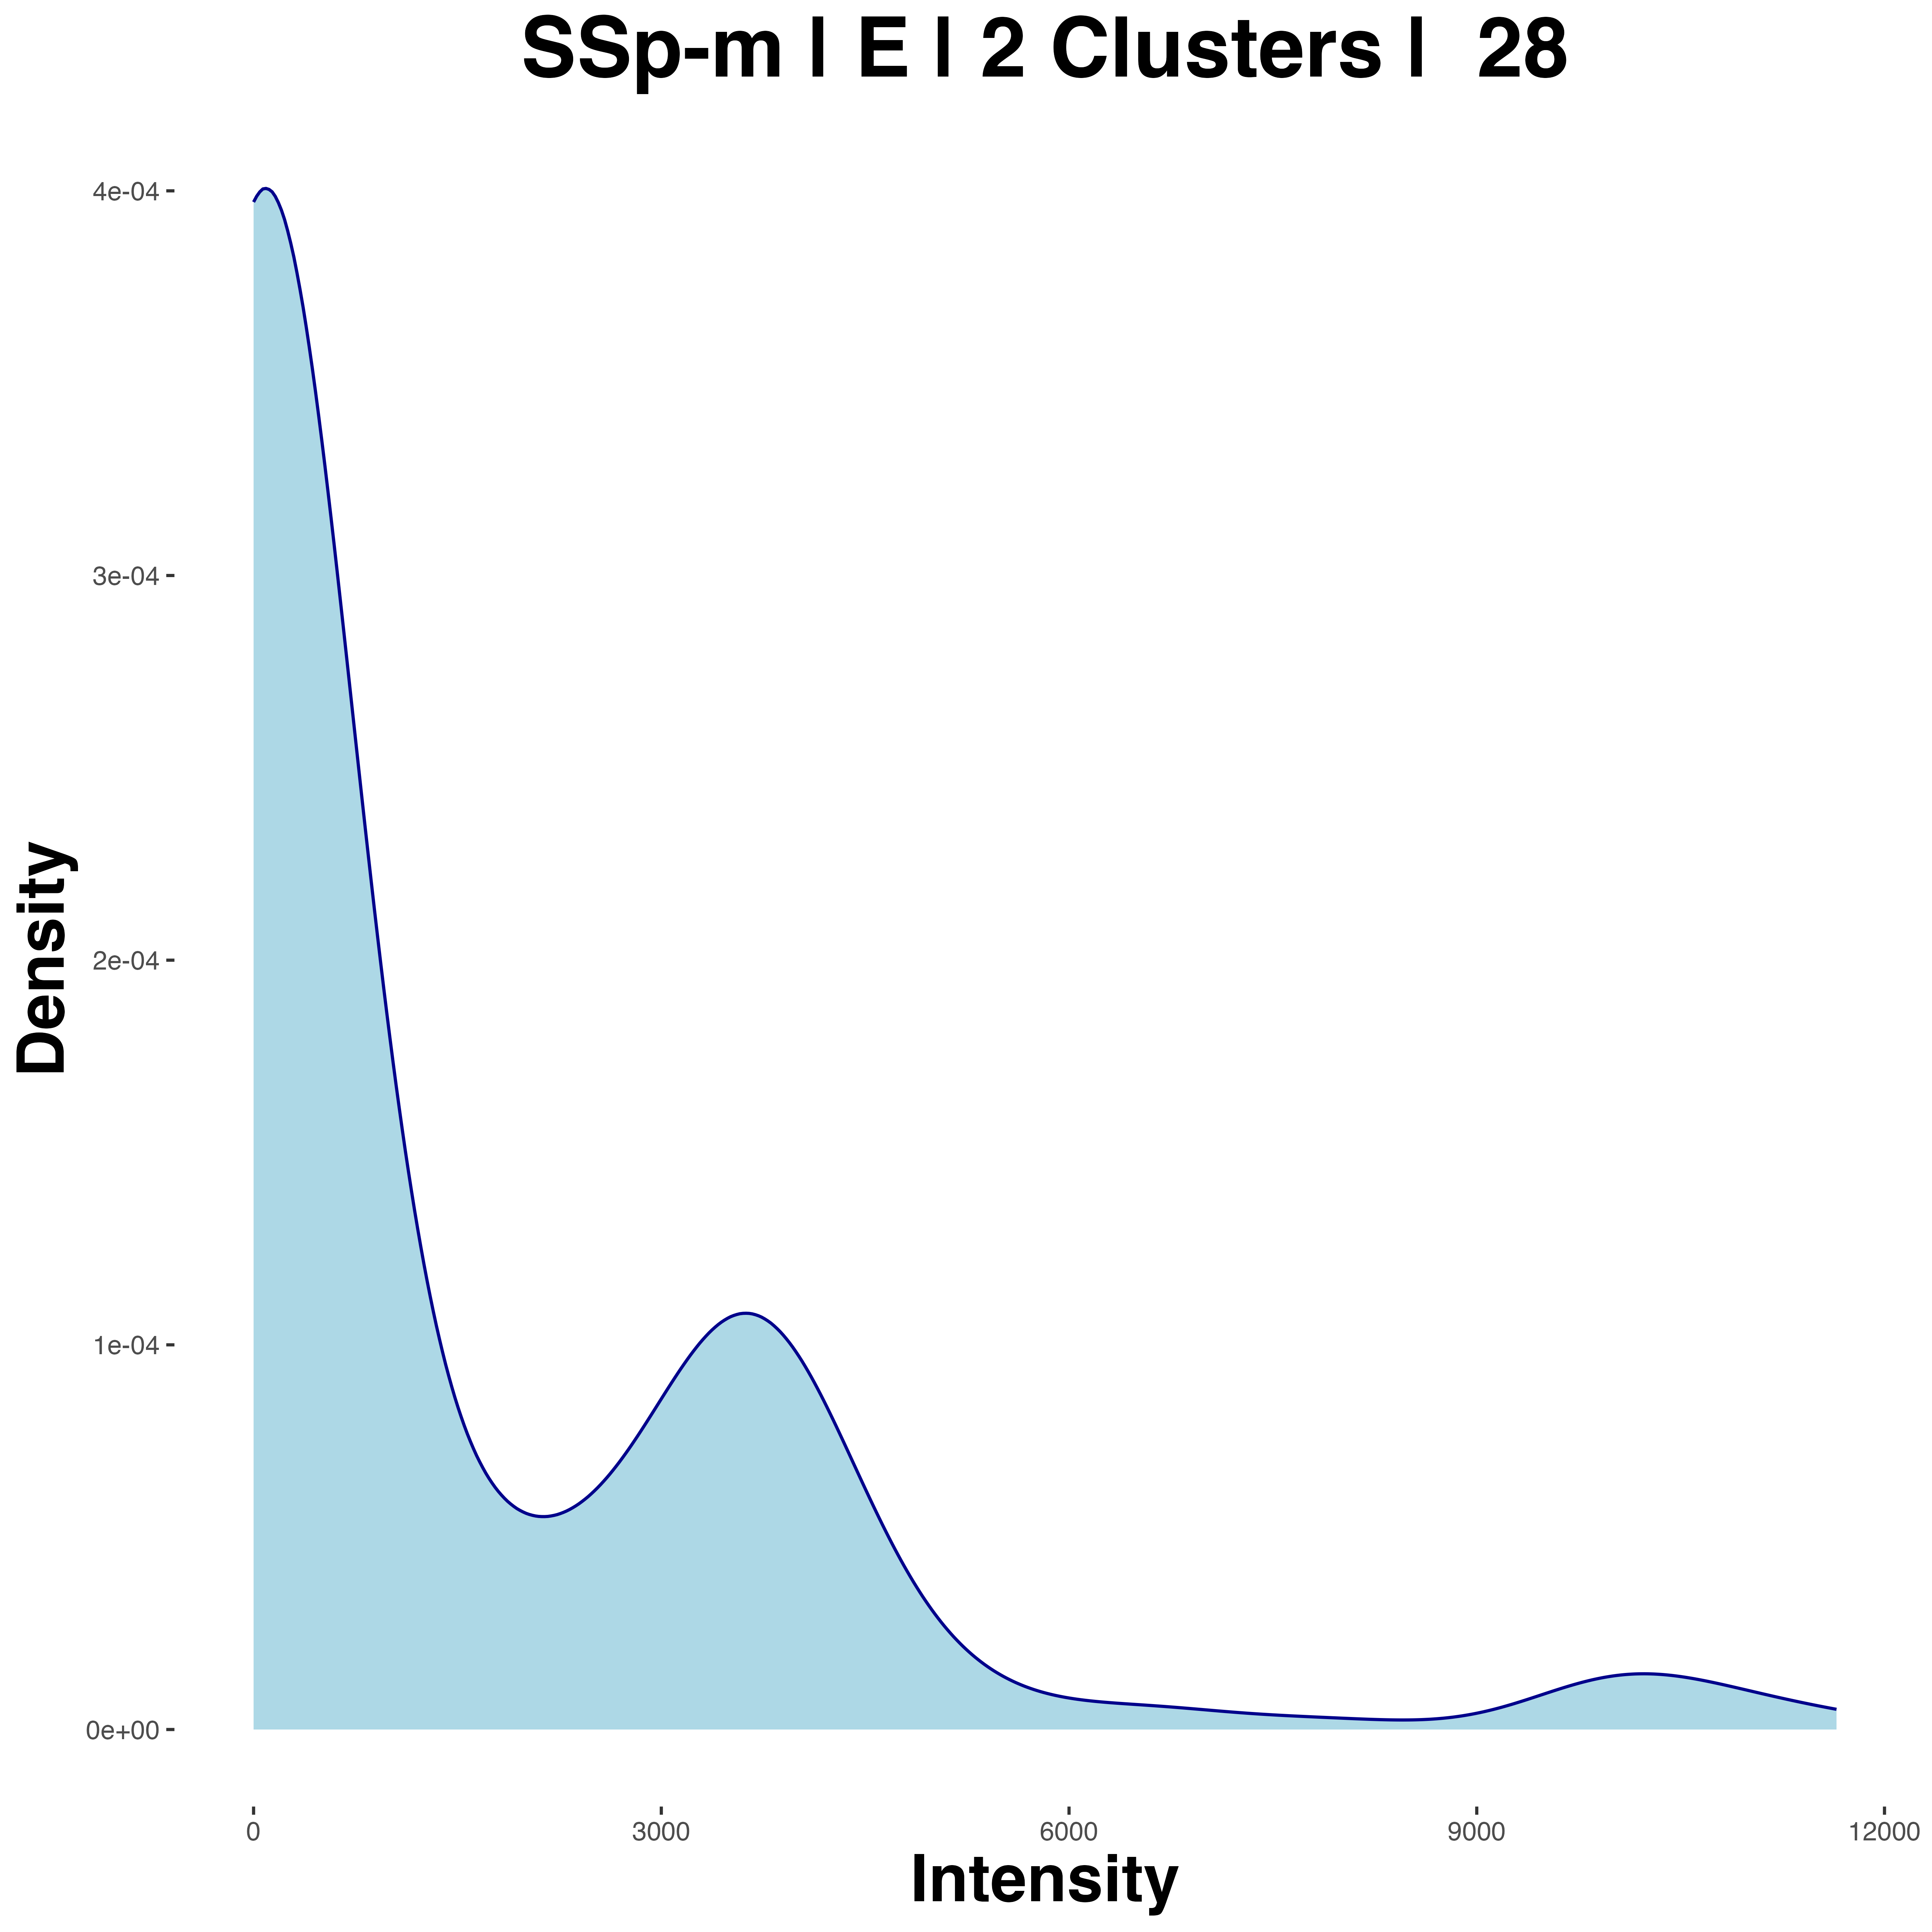 SSp-m | E | 2 Clusters | 28
4e-04
3e-04
2e-04
1e-04
0e+00
Density
0
3000
6000
9000
12000
Intensity